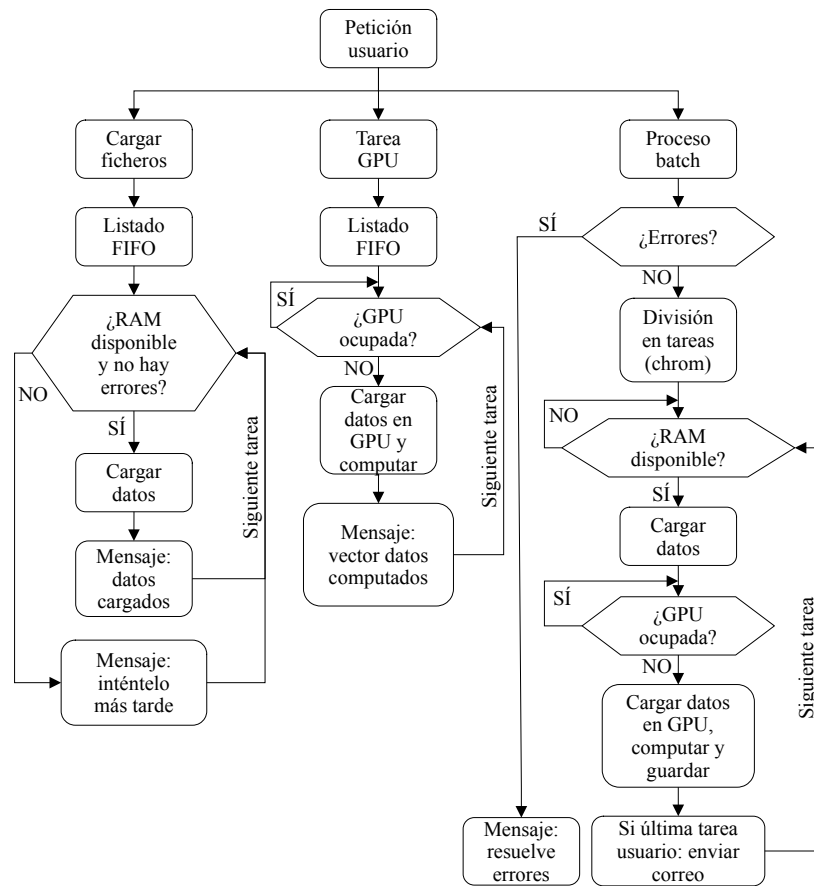 Petición
usuario
Cargar
ficheros
Listado
FIFO
¿RAM
disponible
y no hay
errores?
NO
SÍ
Cargar
datos
Mensaje:
datos
cargados
Mensaje:
inténtelo
más tarde
Siguiente tarea
Tarea
GPU
Listado
FIFO
SÍ
¿GPU
ocupada?
NO
Cargar
datos en
GPU y
computar
Mensaje:
vector datos
computados
Siguiente tarea
Proceso
batch
SÍ
¿Errores?
NO
División
en tareas
(chrom)
NO
¿RAM
disponible?
SÍ
Cargar
datos
SÍ
¿GPU
ocupada?
NO
Cargar datos
en GPU,
computar y
guardar
Siguiente tarea
Mensaje:
resuelve
errores
Si última tarea
usuario: enviar
correo